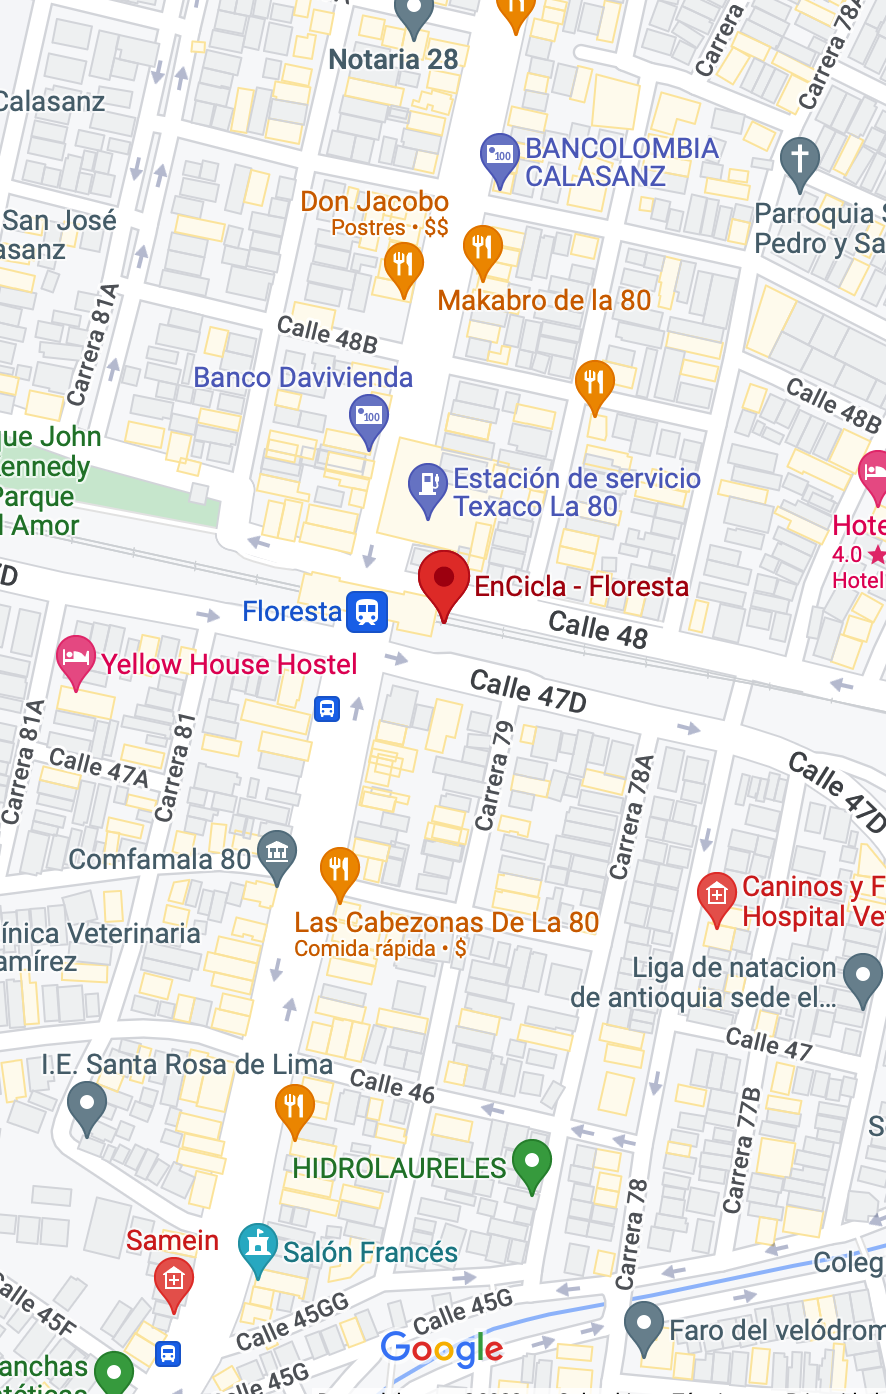 Notaria 28
Carrera
Carrera 78A
Calasanz
BANCOLOMBIA
CALASANZ
San José
asanz
Don Jacobo
Postres • $$
Parroquia S
Pedro y Sa
Makabro de la 80
Carrera 81A
Calle 48B
Banco Davivienda
Calle 48B
que John
Kennedy
Parque
l Amor
Estación de servicio
Texaco La 80
Hote
4.0 ★
Hotel
7D
EnCicla - Floresta
Floresta
Calle 48
Yellow House Hostel
Calle 47D
Carrera 81A
Calle 47A
Carrera 81
Carrera 79
Carrera 78A
Calle 47D
Comfamala 80
Caninos y F
Hospital Vet
Las Cabezonas De La 80
Comida rápida • $
ínica Veterinaria
amírez
Liga de natacion
de antioquia sede el...
Calle 47
I.E. Santa Rosa de Lima
Calle 46
Carrera 77B
HIDROLAURELES
Carrera 78
Samein
Salón Francés
Coleg
Calle 45F
Calle 45GG
Calle 45G
Google
Faro del velódrom
anchas
Calle 45G